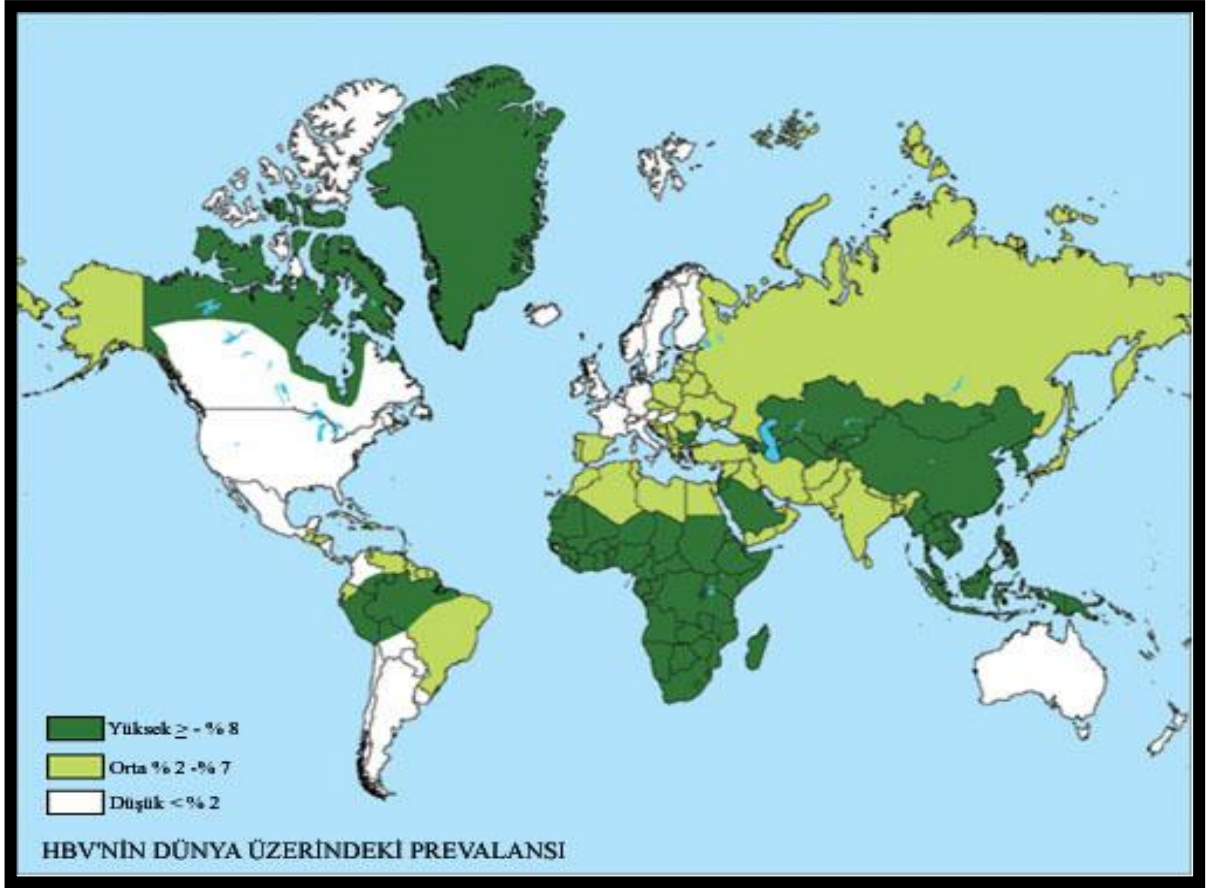 Yüksek ≥ - % 8
Orta % 2 -% 7
Düşük < % 2
HBV'NİN DÜNYA ÜZERİNDEKİ PREVALANSI